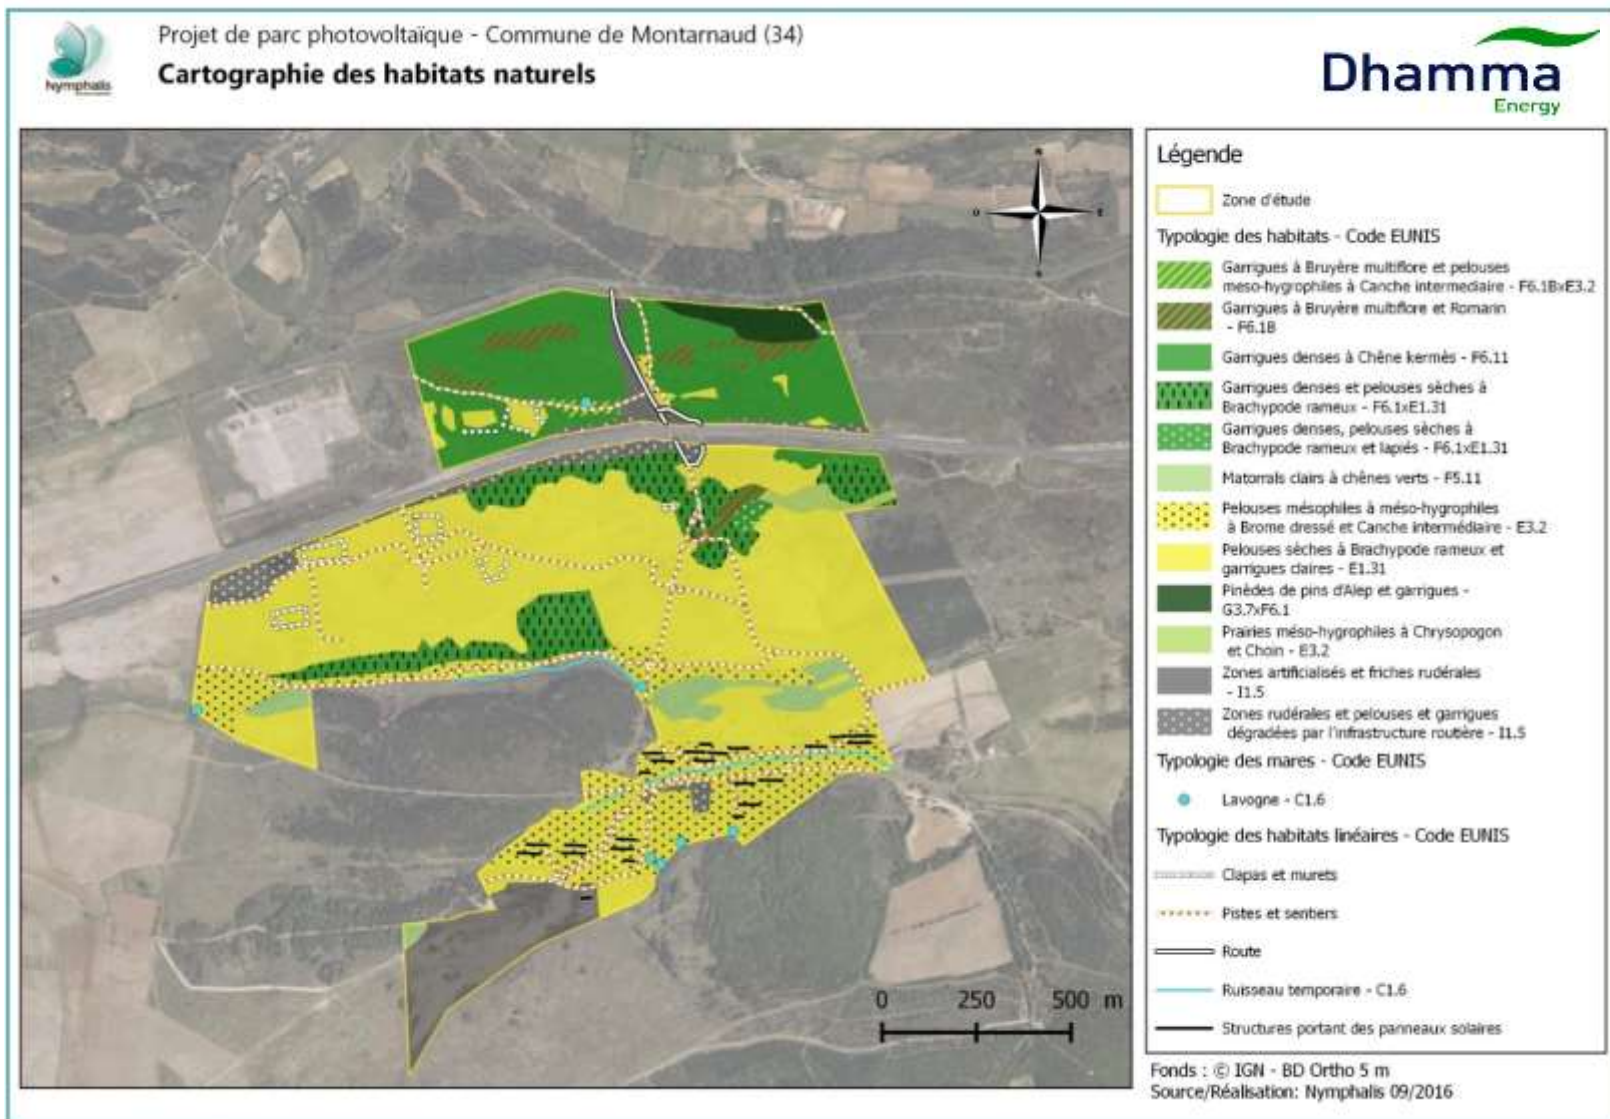 Projet de parc photovoltaïque - Commune de Montarnaud (34)
Cartographie des habitats naturels
Nymphalis
Dhamma
Energy
N
O
E
S
0 250 500 m
Légende
Zone d'étude
Typologie des habitats - Code EUNIS
Garrigues à Bruyère multiflore et pelouses
meso-hygrophiles à Canche intermediaire - F6.1BxE3.2
Garrigues à Bruyère multiflore et Romarin
- F6.1B
Garrigues denses à Chêne kermès - F6.11
Garrigues denses et pelouses sèches à
Brachypode rameux - F6.1xE1.31
Garrigues denses, pelouses sèches à
Brachypode rameux et lapiés - F6.1xE1.31
Matorrals clairs à chênes verts - F5.11
Pelouses mésophiles à méso-hygrophiles
à Brome dressé et Canche intermédiaire - E3.2
Pelouses sèches à Brachypode rameux et
garrigues claires - E1.31
Pinèdes de pins d'Alep et garrigues -
G3.7xF6.1
Prairies méso-hygrophiles à Chrysopogon
et Choin - E3.2
Zones artificialisés et friches rudérales
- I1.5
Zones rudérales et pelouses et garrigues
dégradées par l'infrastructure routière - I1.5
Typologie des mares - Code EUNIS
Lavogne - C1.6
Typologie des habitats linéaires - Code EUNIS
Clapas et murets
Pistes et sentiers
Route
Ruisseau temporaire - C1.6
Structures portant des panneaux solaires
Fonds : © IGN - BD Ortho 5 m
Source/Réalisation: Nymphalis 09/2016